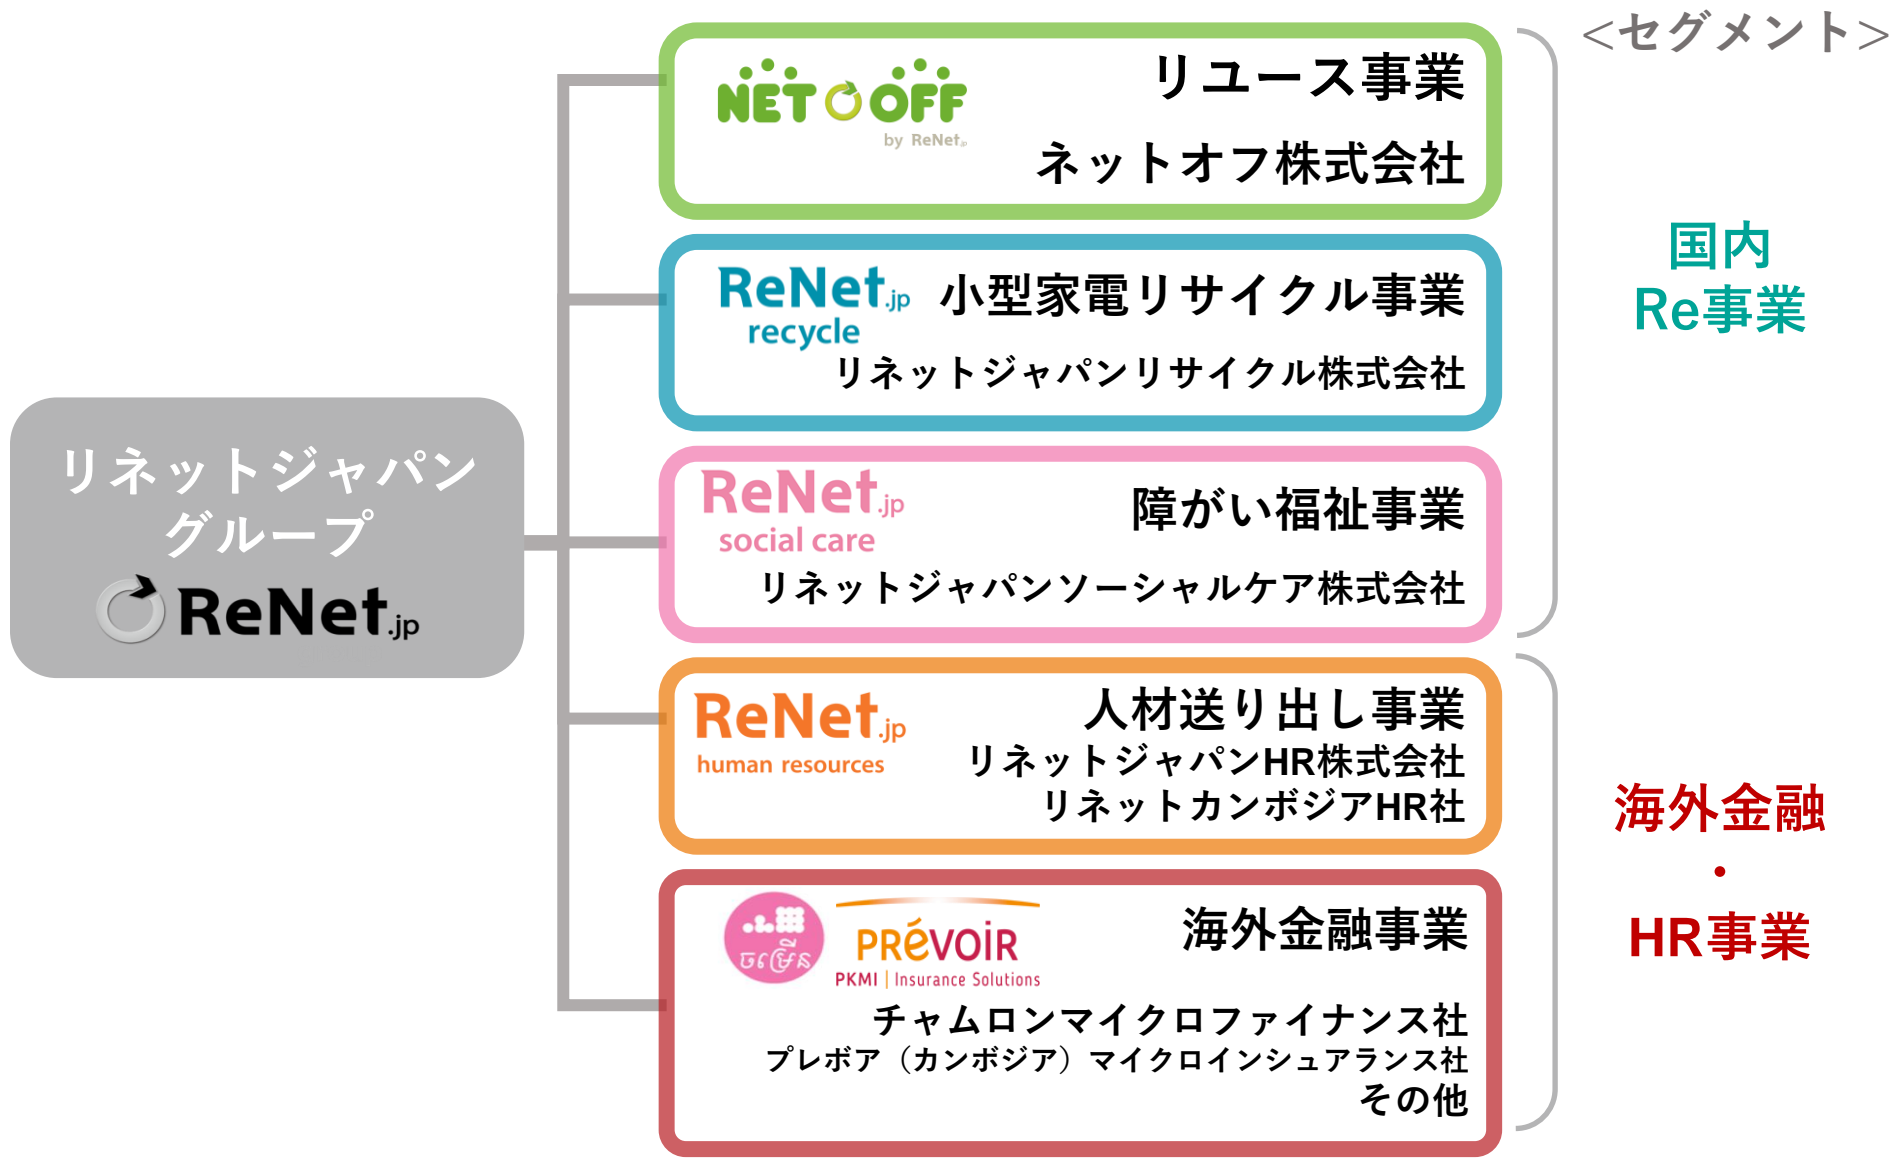 <セグメント>
リネットジャパン
グループ
ReNet.jp
NET OFF
by ReNet.jp
リユース事業
ネットオフ株式会社
ReNet.jp
recycle
小型家電リサイクル事業
リネットジャパンリサイクル株式会社
ReNet.jp
social care
障がい福祉事業
リネットジャパンソーシャルケア株式会社
国内
Re事業
ReNet.jp
human resources
人材送り出し事業
リネットジャパンHR株式会社
リネットカンボジアHR社
ចម្រើន
PRéVOIR
PKMI | Insurance Solutions
海外金融事業
チャムロンマイクロファイナンス社
プレボア（カンボジア）マイクロインシュアランス社
その他
海外金融
・
HR事業